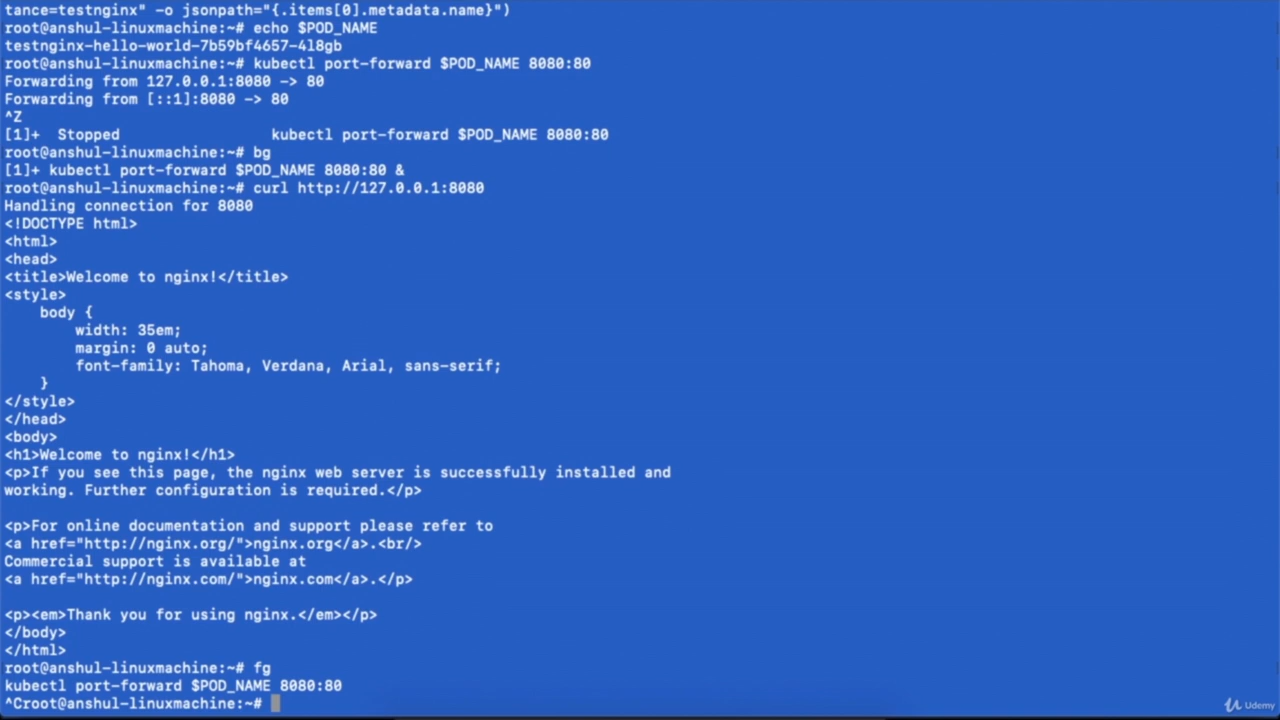 tance=testnginx" -o jsonpath="{.items[0].metadata.name}")
root@anshul-linuxmachine:~# echo $POD_NAME
testnginx-hello-world-7b59bf4657-4l8gb
root@anshul-linuxmachine:~# kubectl port-forward $POD_NAME 8080:80
Forwarding from 127.0.0.1:8080 -> 80
Forwarding from [::1]:8080 -> 80
^Z
[1]+  Stopped                 kubectl port-forward $POD_NAME 8080:80
root@anshul-linuxmachine:~# bg
[1]+ kubectl port-forward $POD_NAME 8080:80 &
root@anshul-linuxmachine:~# curl http://127.0.0.1:8080
Handling connection for 8080
<!DOCTYPE html>
<html>
<head>
<title>Welcome to nginx!</title>
<style>
    body {
        width: 35em;
        margin: 0 auto;
        font-family: Tahoma, Verdana, Arial, sans-serif;
    }
</style>
</head>
<body>
<h1>Welcome to nginx!</h1>
<p>If you see this page, the nginx web server is successfully installed and
working. Further configuration is required.</p>

<p>For online documentation and support please refer to
<a href="http://nginx.org/">nginx.org</a>.<br/>
Commercial support is available at
<a href="http://nginx.com/">nginx.com</a>.</p>

<p><em>Thank you for using nginx.</em></p>
</body>
</html>
root@anshul-linuxmachine:~# fg
kubectl port-forward $POD_NAME 8080:80
^Croot@anshul-linuxmachine:~#
Udemy